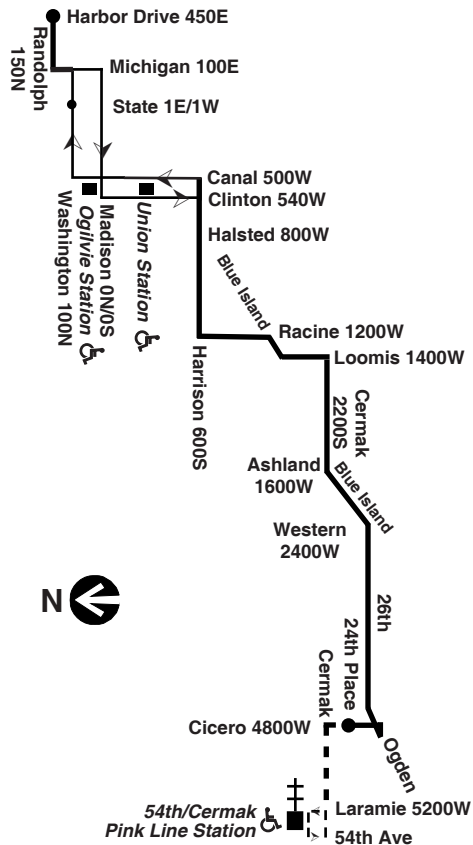 Harbor Drive 450E
Randolph
150N
Michigan 100E
State 1E/1W
Canal 500W
Clinton 540W
Washington 100N
Ogilvie Station
Madison 0N/0S
Union Station
Halsted 800W
Blue Island
Racine 1200W
Loomis 1400W
Harrison 600S
Cermak
2200S
Ashland
1600W
Blue Island
Western
2400W
N
26th
24th Place
Cermak
Cicero 4800W
Ogden
54th/Cermak
Pink Line Station
Laramie 5200W
54th Ave